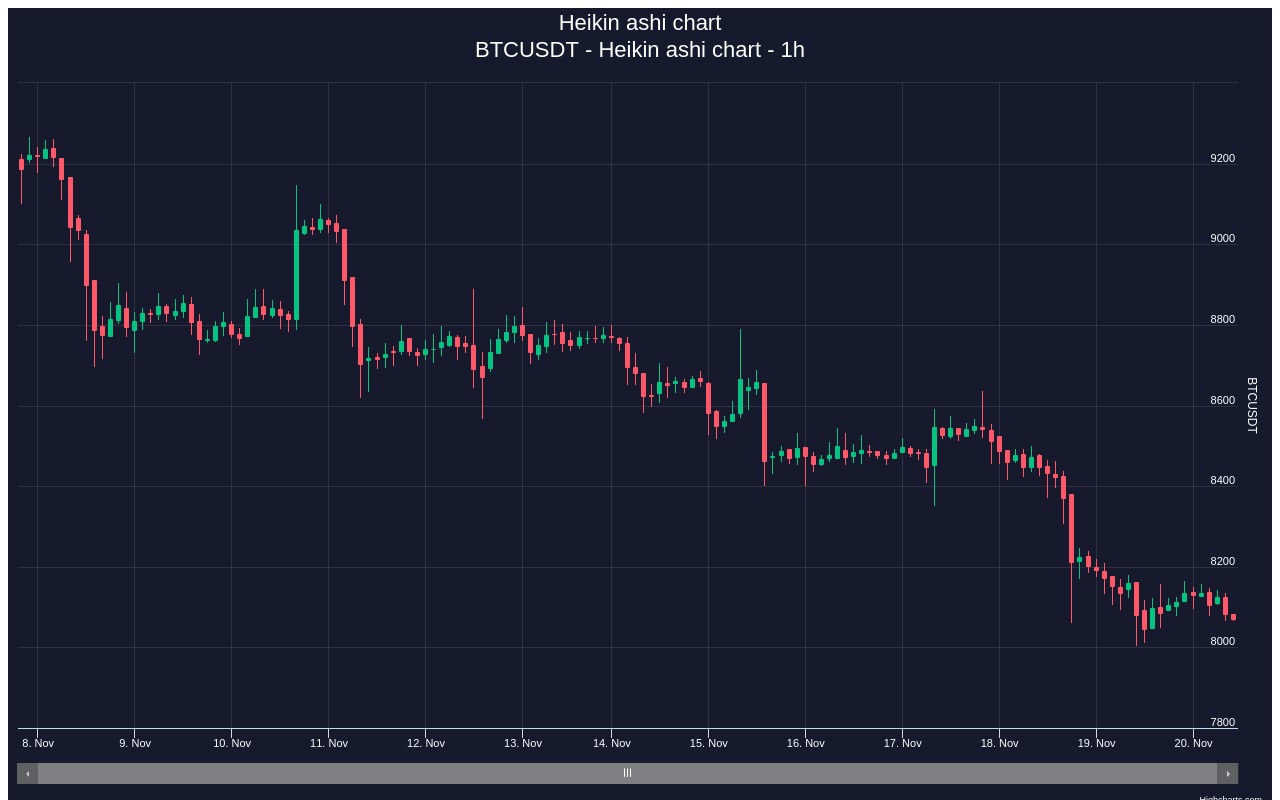 Heikin ashi chart
BTCUSDT - Heikin ashi chart - 1h
9200
9000
8800
8600
8400
8200
8000
7800
BTCUSDT
8. Nov 9. Nov 10. Nov 11. Nov 12. Nov 13. Nov 14. Nov 15. Nov 16. Nov 17. Nov 18. Nov 19. Nov 20. Nov
Highcharts.com